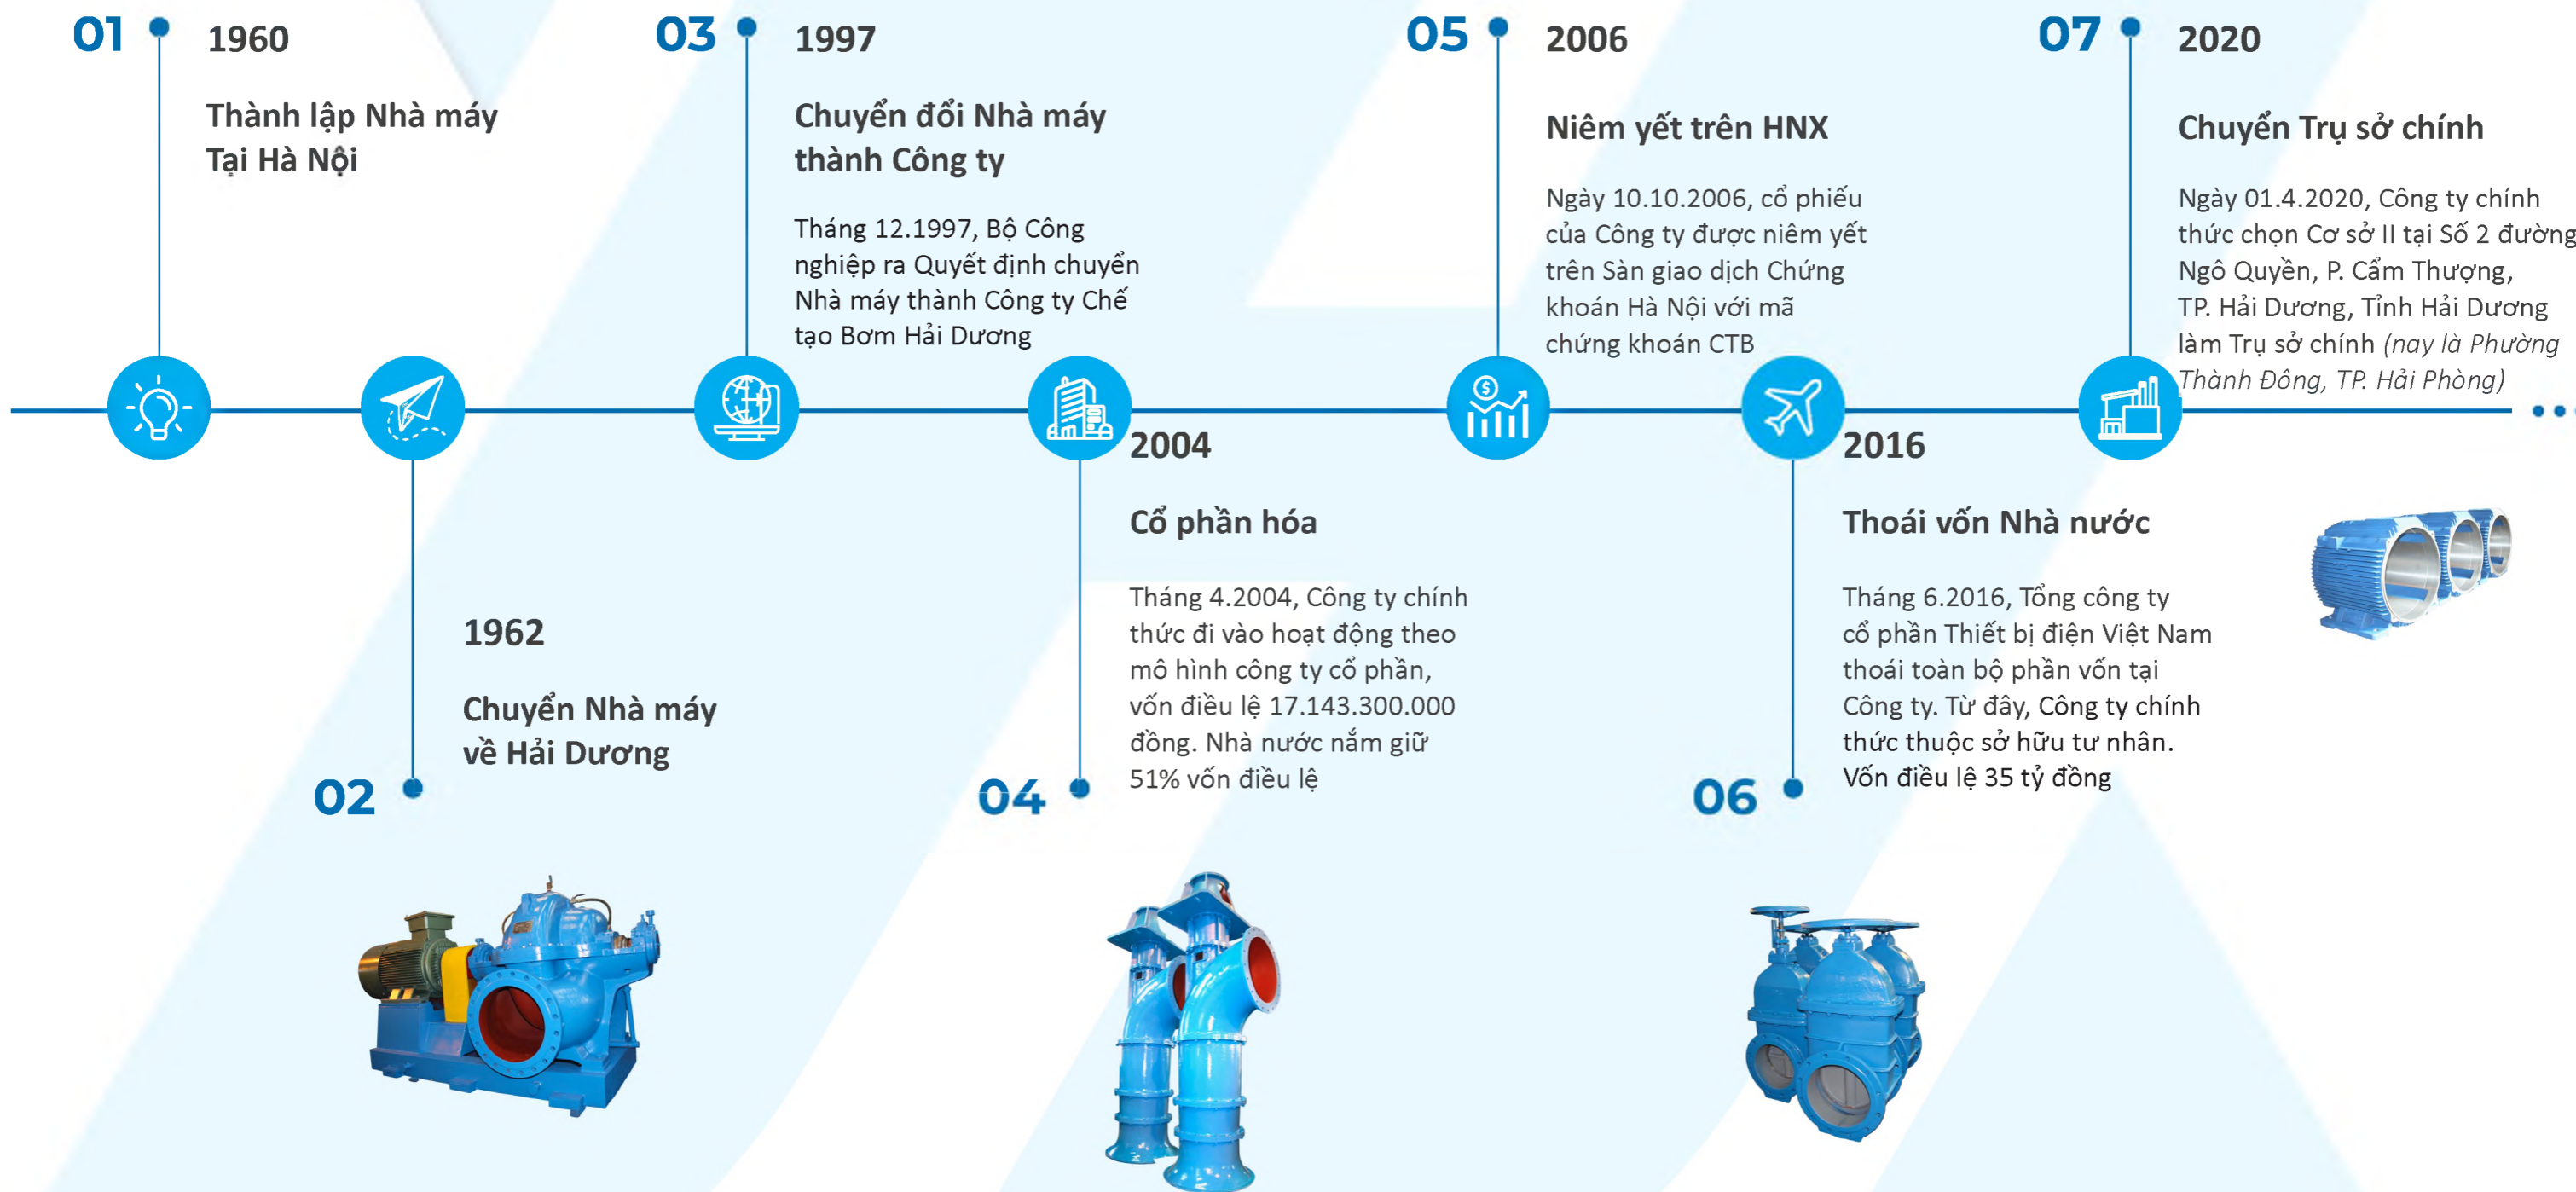 01
1960
Thành lập Nhà máy
Tại Hà Nội
1962
Chuyển Nhà máy
về Hải Dương
02
03
1997
Chuyển đổi Nhà máy
thành Công ty
Tháng 12.1997, Bộ Công
nghiệp ra Quyết định chuyển
Nhà máy thành Công ty Chế
tạo Bơm Hải Dương
2004
Cổ phần hóa
Tháng 4.2004, Công ty chính
thức đi vào hoạt động theo
mô hình công ty cổ phần,
vốn điều lệ 17.143.300.000
đồng. Nhà nước nắm giữ
51% vốn điều lệ
04
05
2006
Niêm yết trên HNX
Ngày 10.10.2006, cổ phiếu
của Công ty được niêm yết
trên Sàn giao dịch Chứng
khoán Hà Nội với mã
chứng khoán CTB
2016
Thoái vốn Nhà nước
Tháng 6.2016, Tổng công ty
cổ phần Thiết bị điện Việt Nam
thoái toàn bộ phần vốn tại
Công ty. Từ đây, Công ty chính
thức thuộc sở hữu tư nhân.
Vốn điều lệ 35 tỷ đồng
06
07
2020
Chuyển Trụ sở chính
Ngày 01.4.2020, Công ty chính
thức chọn Cơ sở II tại Số 2 đường
Ngô Quyền, P. Cẩm Thượng,
TP. Hải Dương, Tỉnh Hải Dương
làm Trụ sở chính (nay là Phường
Thành Đông, TP. Hải Phòng)